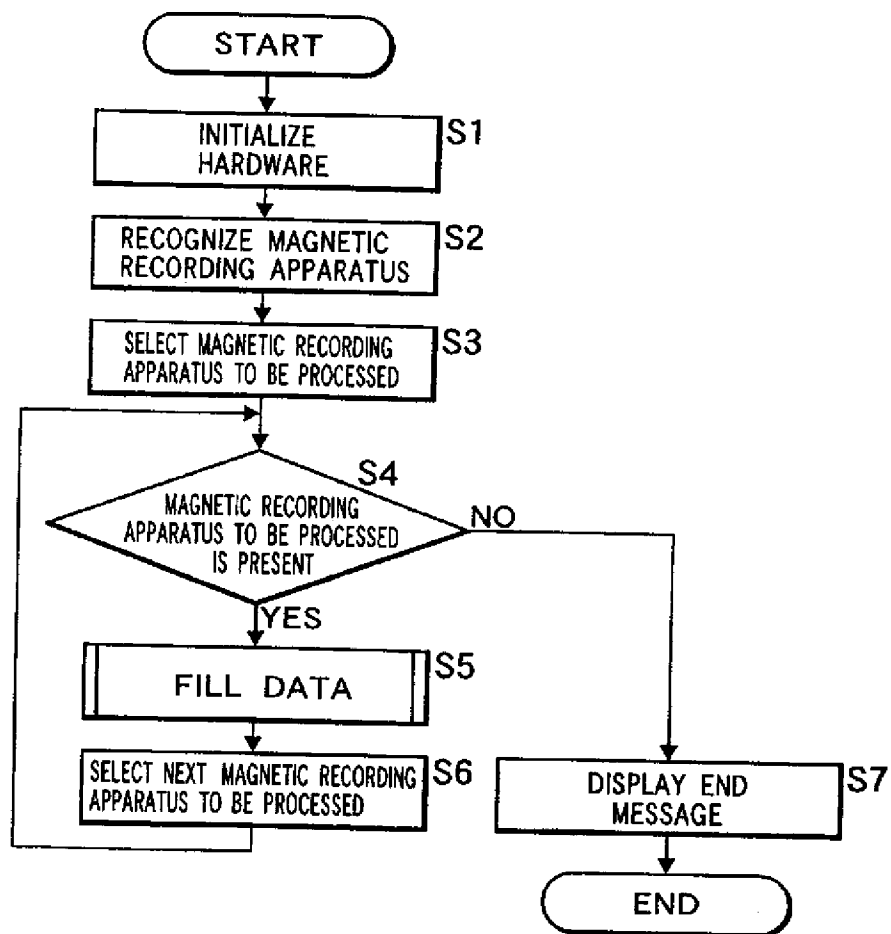 START
INITIALIZE
HARDWARE
S1
RECOGNIZE MAGNETIC
RECORDING APPARATUS
S2
SELECT MAGNETIC RECORDING
APPARATUS TO BE PROCESSED
S3
S4
MAGNETIC RECORDING
APPARATUS TO BE PROCESSED
IS PRESENT
NO
YES
FILL DATA
S5
SELECT NEXT MAGNETIC RECORDING
APPARATUS TO BE PROCESSED
S6
DISPLAY END
MESSAGE
S7
END